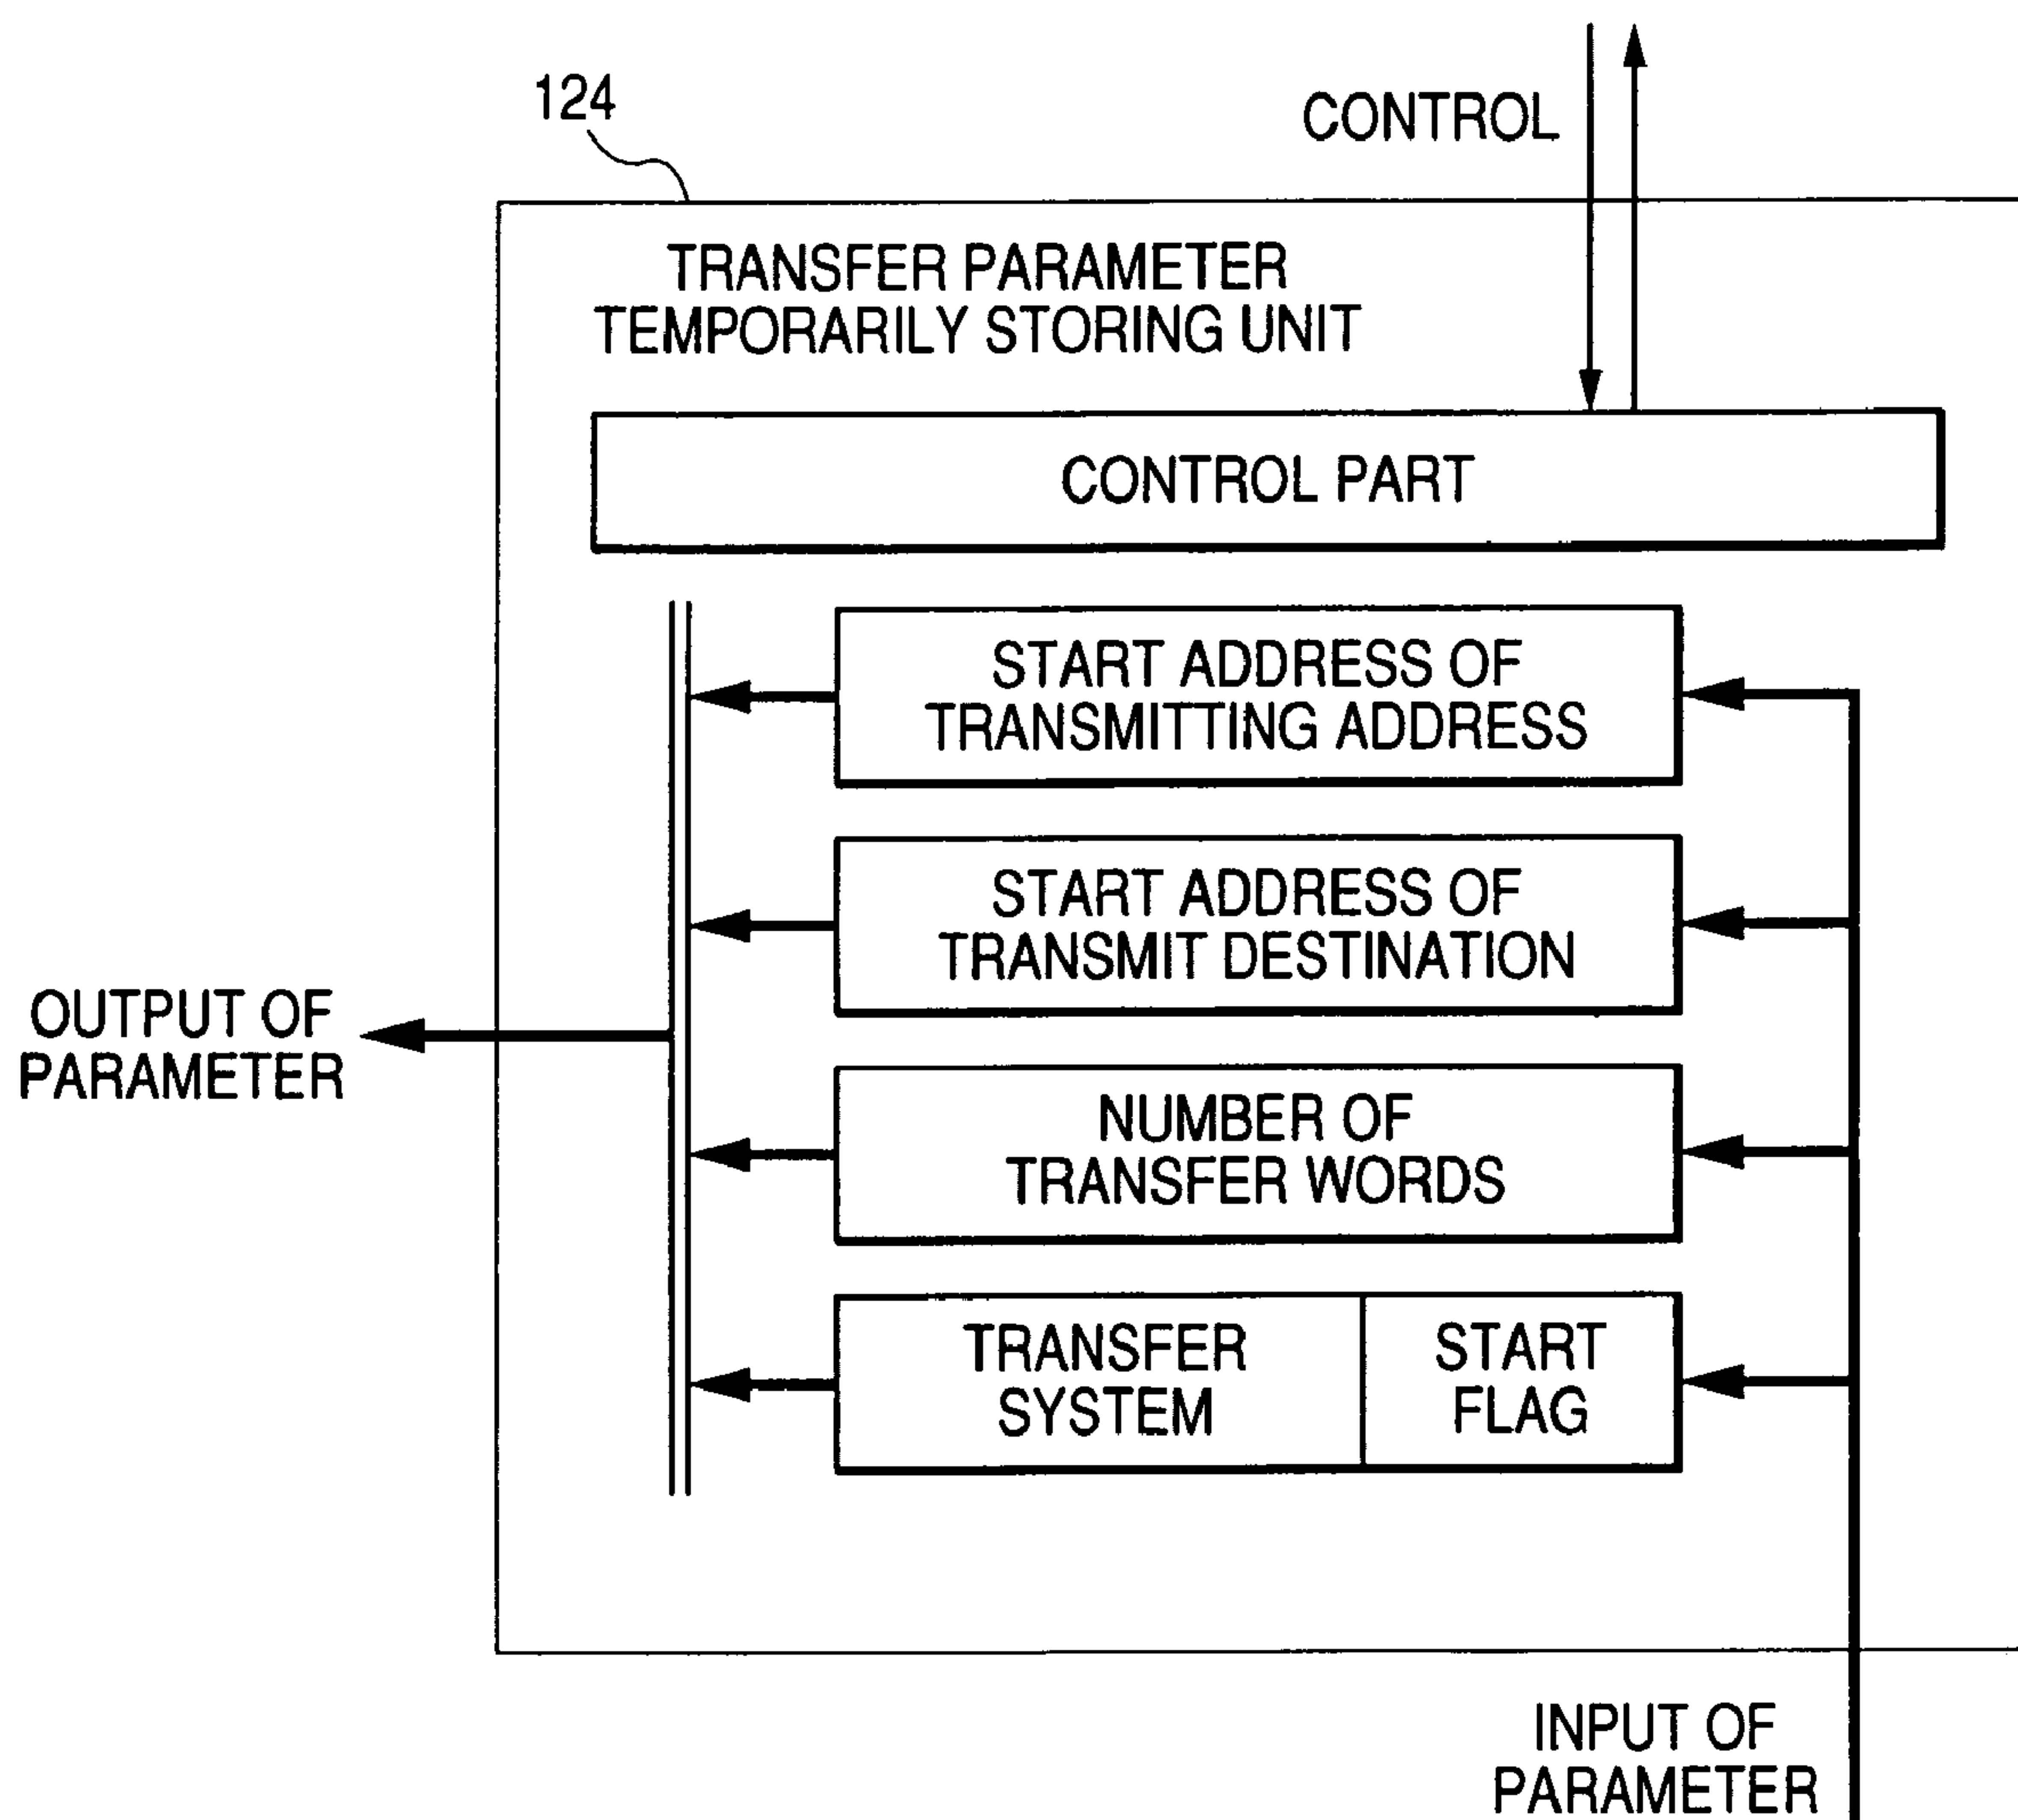 124
CONTROL
TRANSFER PARAMETER
TEMPORARILY STORING UNIT
CONTROL PART
START ADDRESS OF
TRANSMITTING ADDRESS
START ADDRESS OF
TRANSMIT DESTINATION
OUTPUT OF
PARAMETER
NUMBER OF
TRANSFER WORDS
TRANSFER
SYSTEM
START
FLAG
INPUT OF
PARAMETER